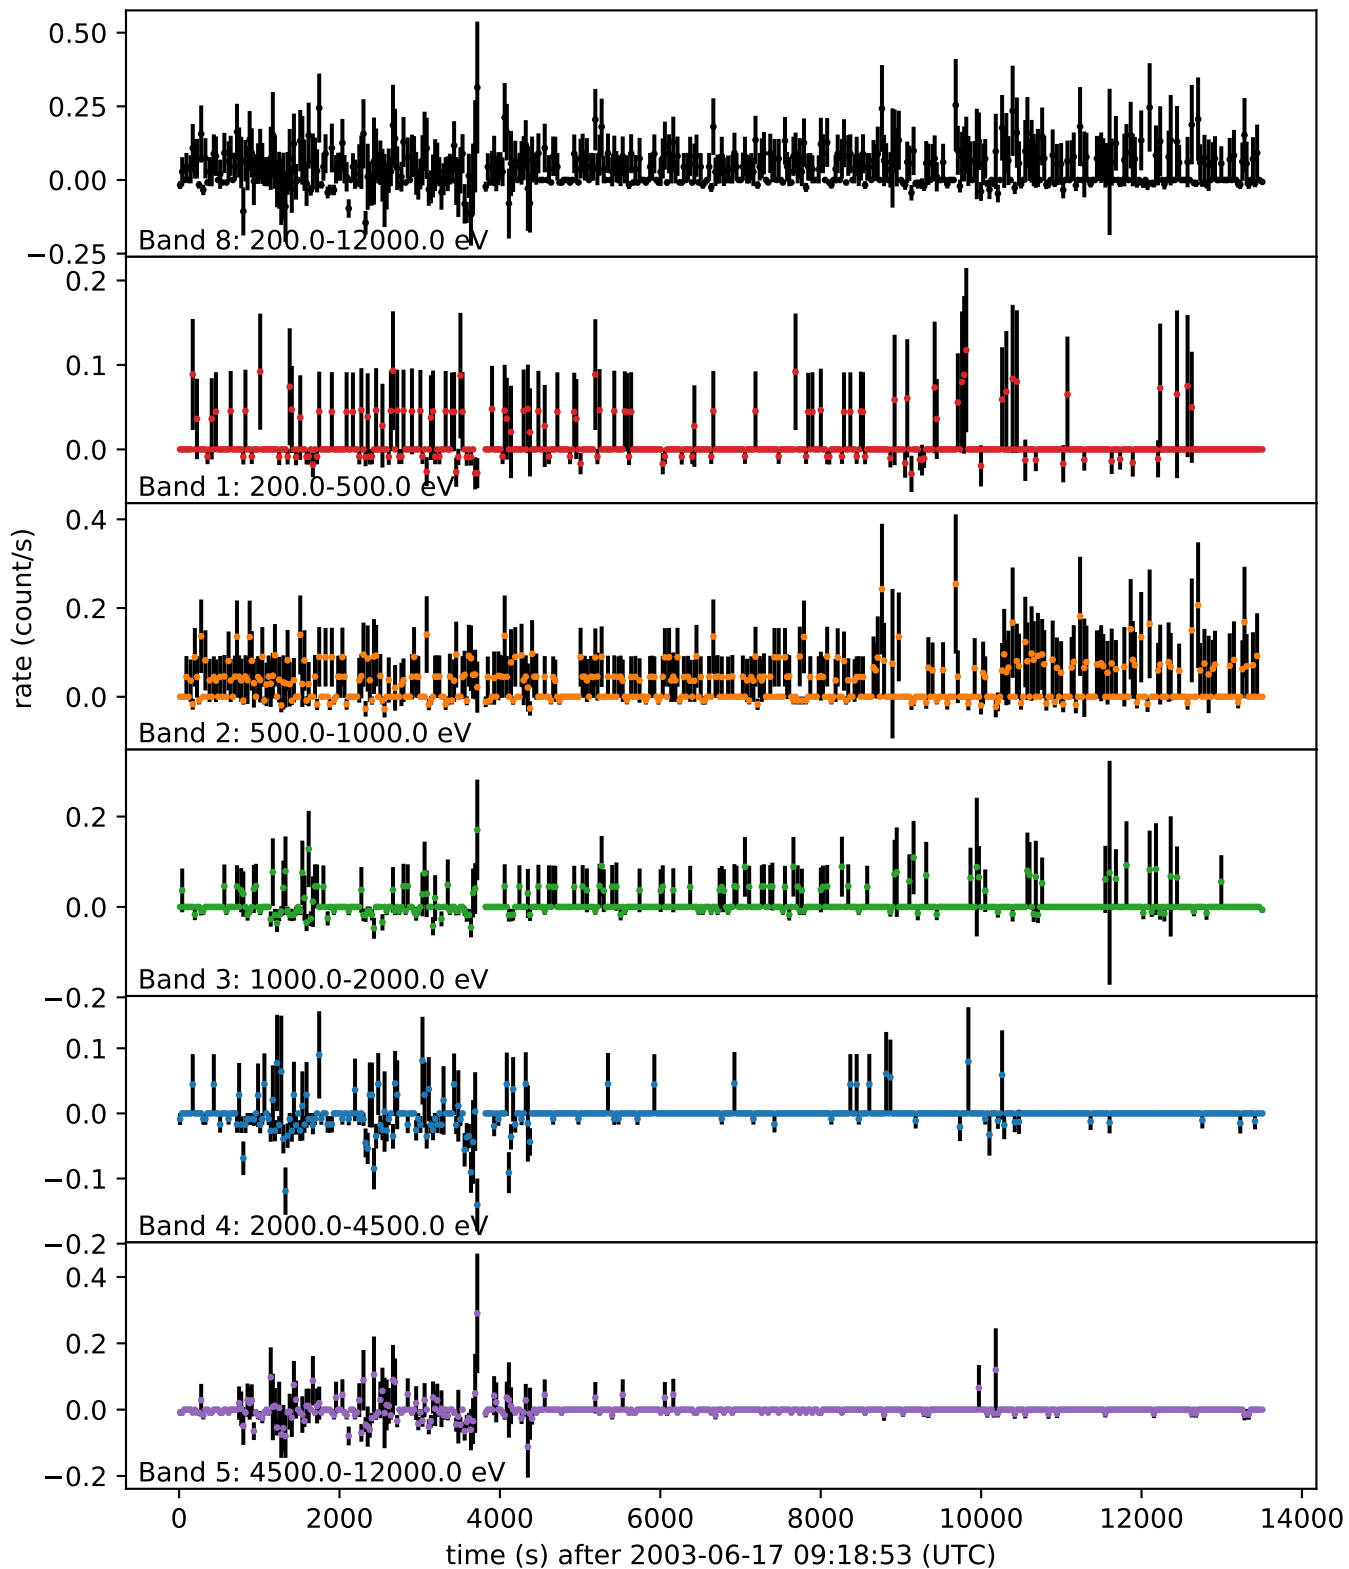 0.50
0.25
0.00
−0.25
Band 8: 200.0-12000.0 eV
0.2
0.1
0.0
Band 1: 200.0-500.0 eV
0.4
0.2
0.0
Band 2: 500.0-1000.0 eV
rate (count/s)
0.2
0.0
−0.2
Band 3: 1000.0-2000.0 eV
0.1
0.0
−0.1
−0.2
Band 4: 2000.0-4500.0 eV
0.4
0.2
0.0
−0.2
Band 5: 4500.0-12000.0 eV
0 2000 4000 6000 8000 10000 12000 14000
time (s) after 2003-06-17 09:18:53 (UTC)